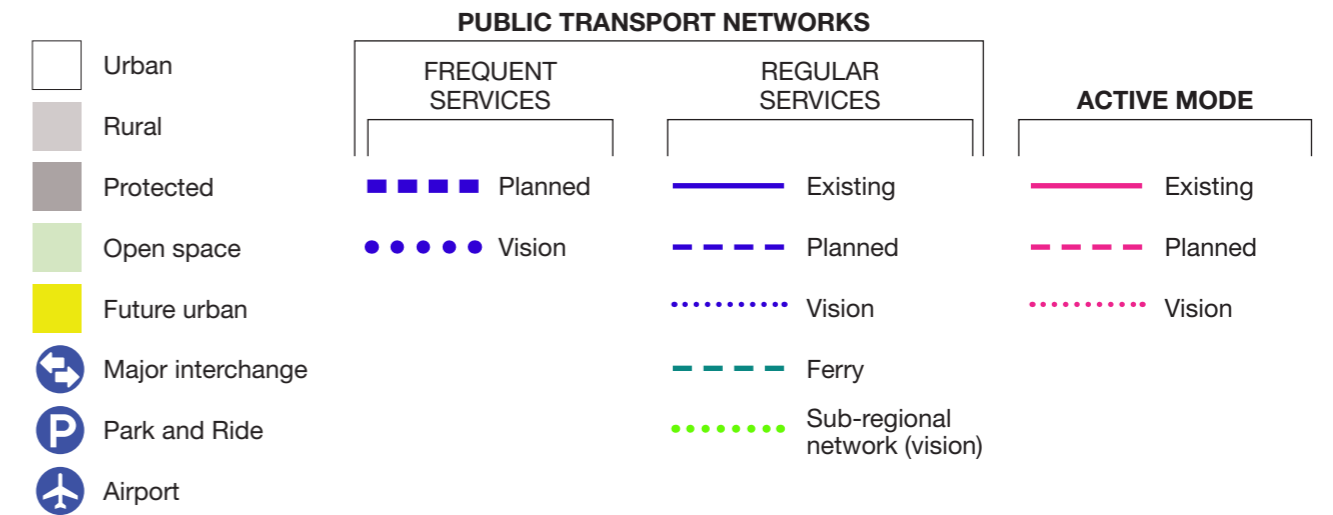 PUBLIC TRANSPORT NETWORKS
FREQUENT
SERVICES
REGULAR
SERVICES
ACTIVE MODE
Urban
Rural
Protected
Open space
Future urban
Major interchange
P
Park and Ride
Airport
Planned
Vision
Existing
Planned
Vision
Ferry
Sub-regional
network (vision)
Existing
Planned
Vision